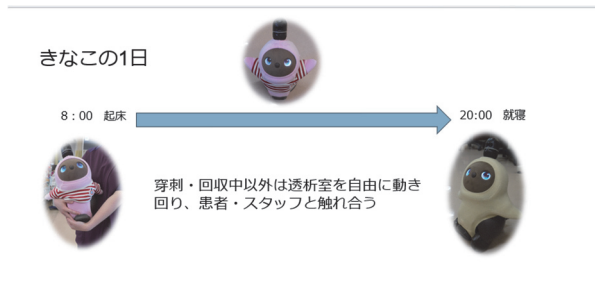 きなこの1日
8：00　起床
20:00　就寝
穿刺・回収中以外は透析室を自由に動き
回り、患者・スタッフと触れ合う